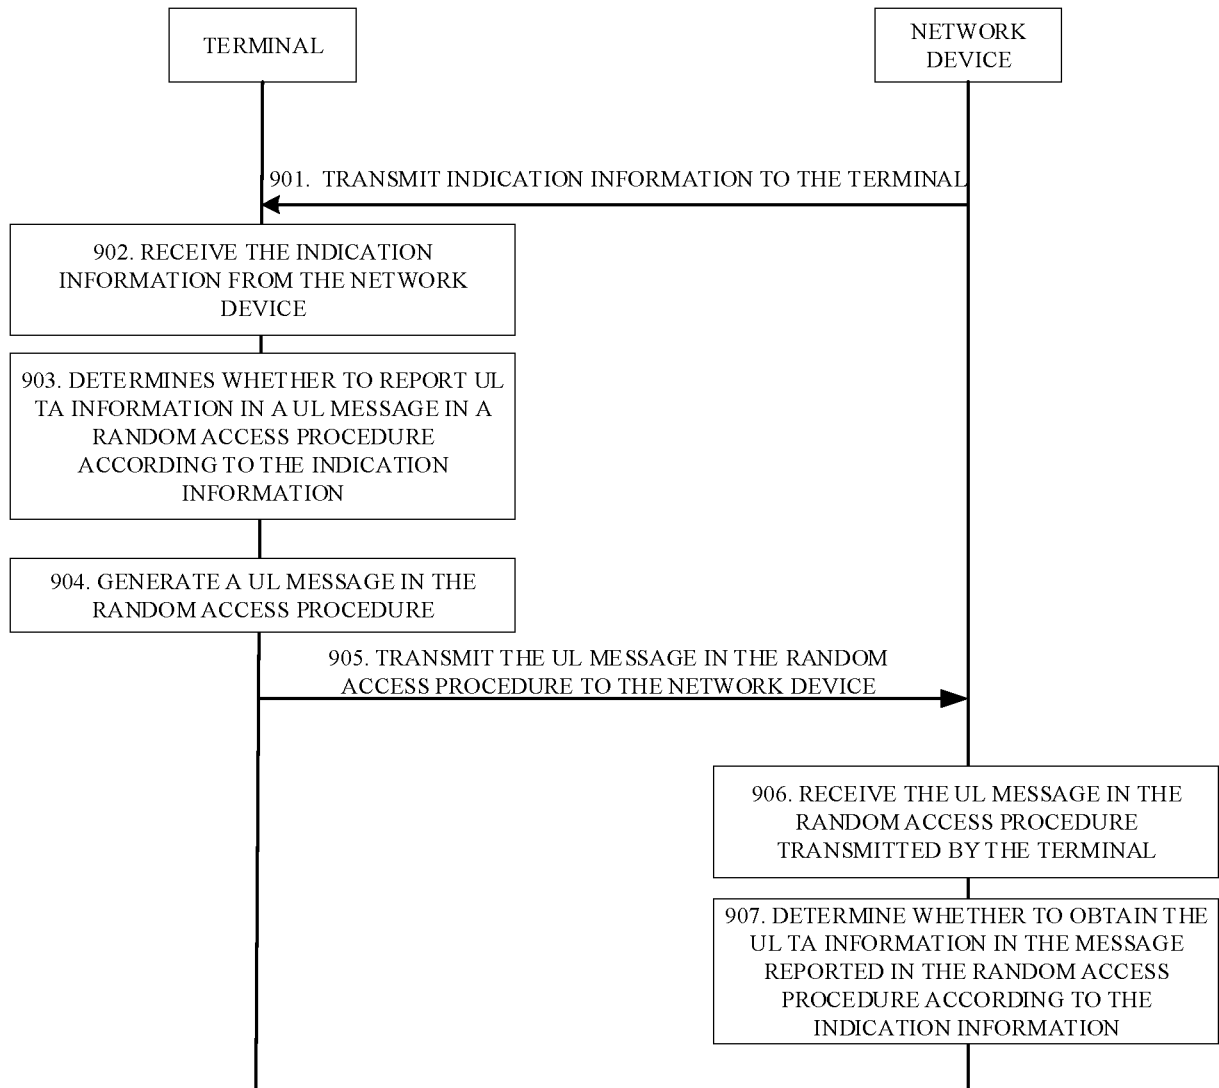 TERMINAL
NETWORK
DEVICE
901. TRANSMIT INDICATION INFORMATION TO THE TERMINAL
902. RECEIVE THE INDICATION
INFORMATION FROM THE NETWORK
DEVICE
903. DETERMINES WHETHER TO REPORT UL
TA INFORMATION IN A UL MESSAGE IN A
RANDOM ACCESS PROCEDURE
ACCORDING TO THE INDICATION
INFORMATION
904. GENERATE A UL MESSAGE IN THE
RANDOM ACCESS PROCEDURE
905. TRANSMIT THE UL MESSAGE IN THE RANDOM
ACCESS PROCEDURE TO THE NETWORK DEVICE
906. RECEIVE THE UL MESSAGE IN THE
RANDOM ACCESS PROCEDURE
TRANSMITTED BY THE TERMINAL
907. DETERMINE WHETHER TO OBTAIN THE
UL TA INFORMATION IN THE MESSAGE
REPORTED IN THE RANDOM ACCESS
PROCEDURE ACCORDING TO THE
INDICATION INFORMATION